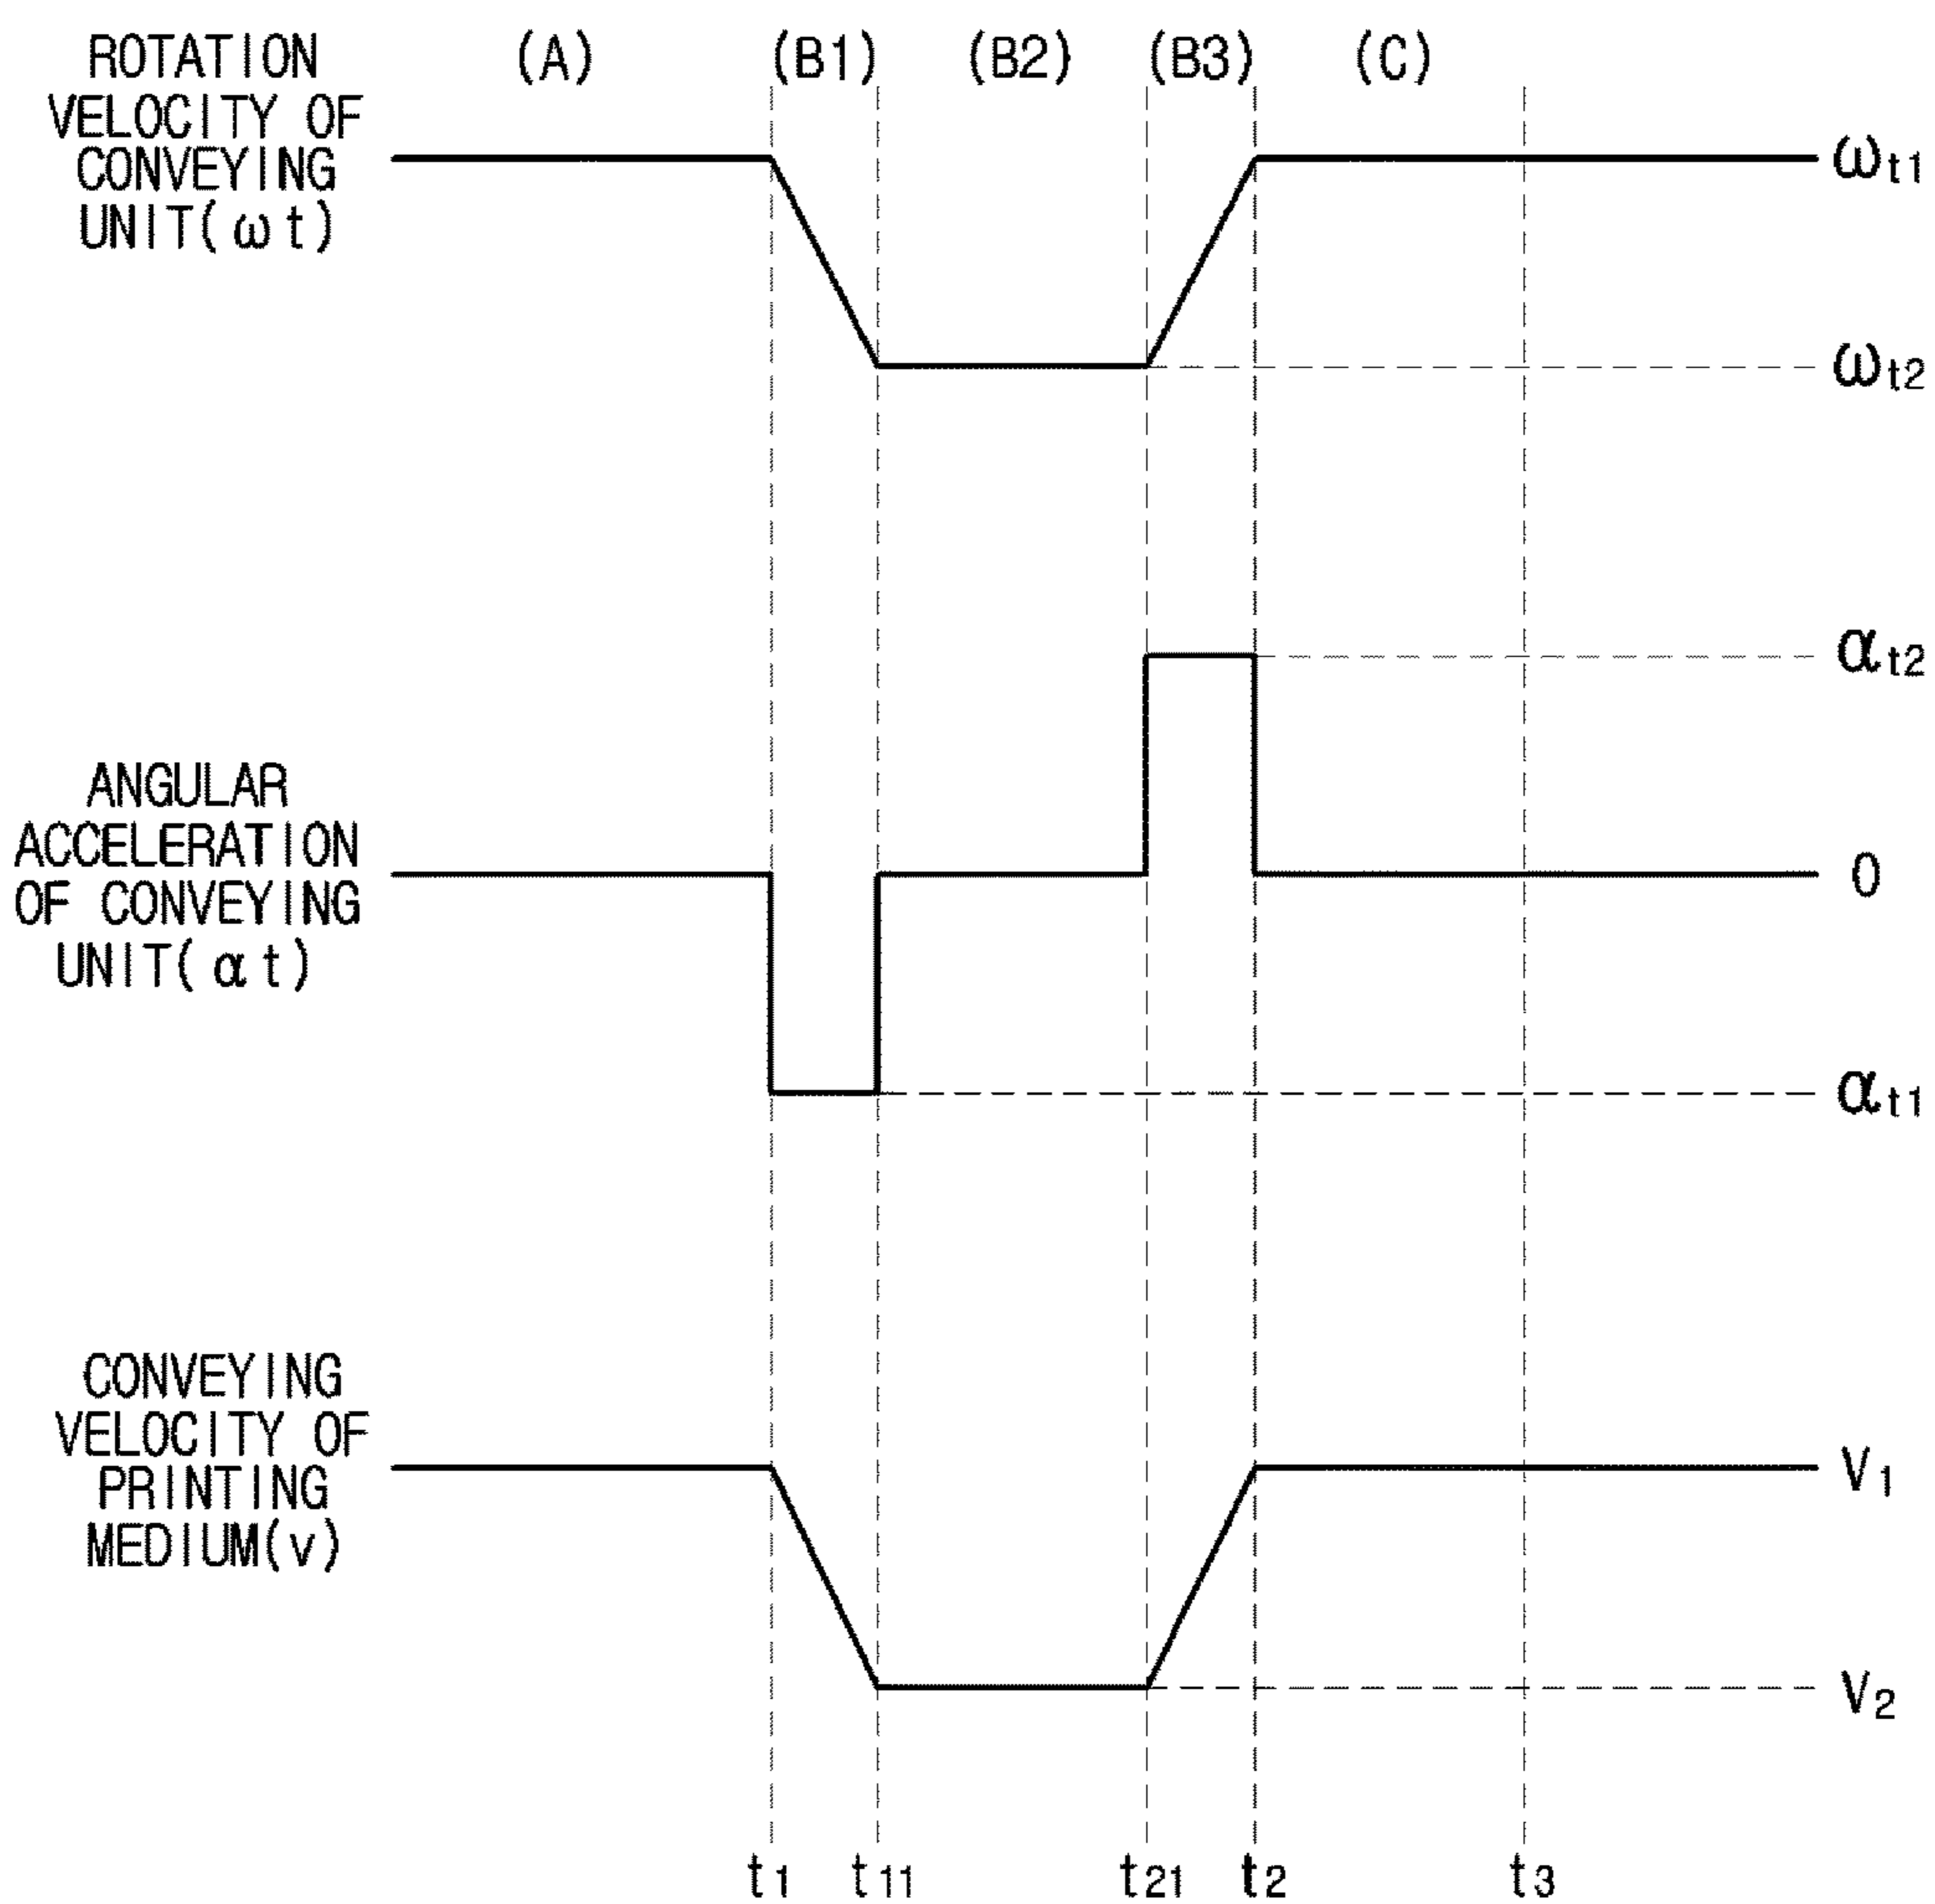 (A) (B1) (B2) (B3) (C)
ROTATION
VELOCITY OF
CONVEYING
UNIT(ωt)
ωt1
ωt2
αt2
ANGULAR
ACCELERATION
OF CONVEYING
UNIT(αt)
0
αt1
CONVEYING
VELOCITY OF
PRINTING
MEDIUM(v)
V1
V2
t1 t11 t21 t2 t3